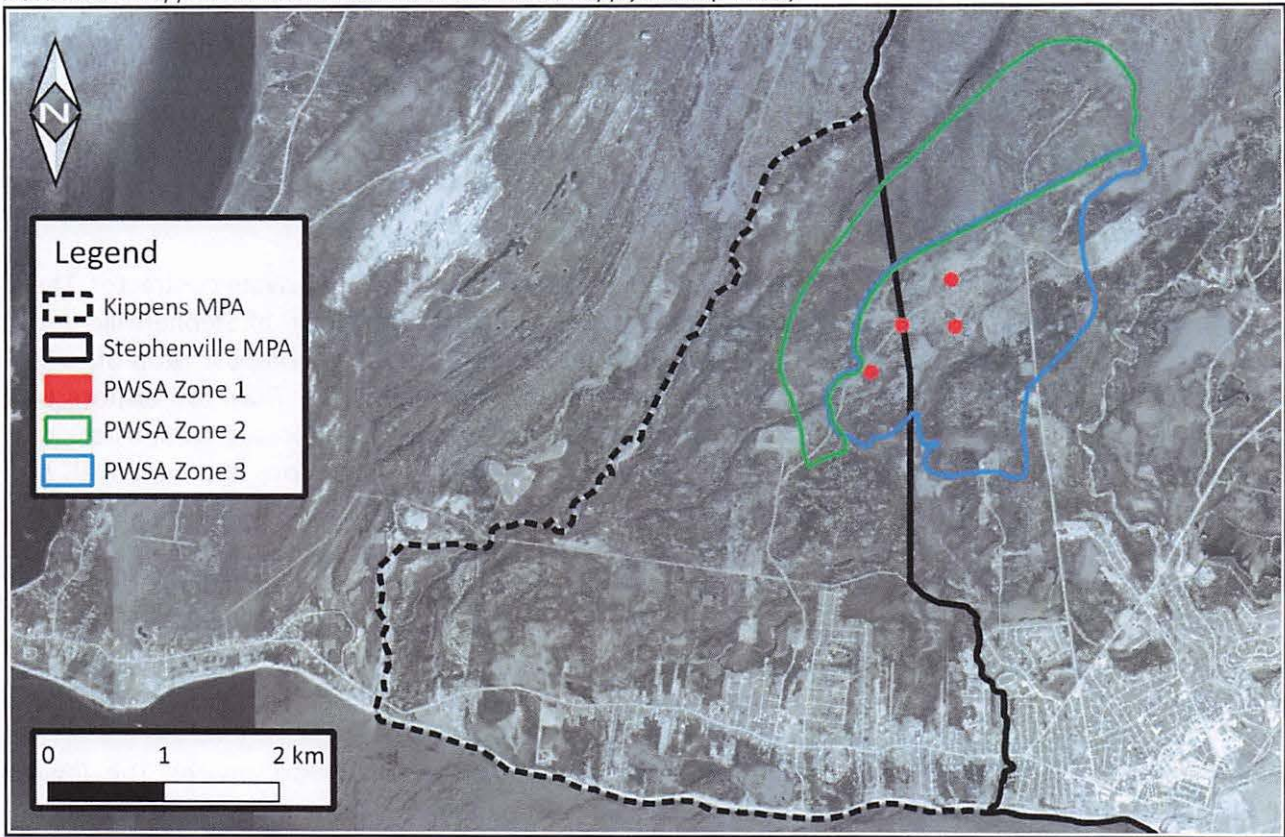 N
Legend
Kippens MPA
Stephenville MPA
PWSA Zone 1
PWSA Zone 2
PWSA Zone 3
0 1 2 km